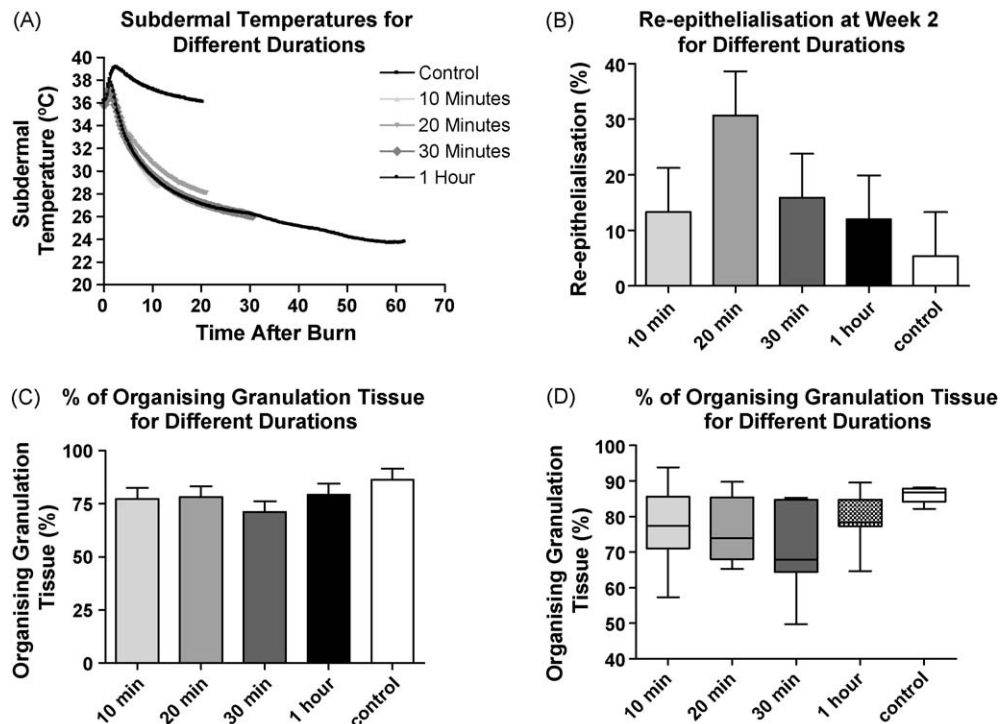 (A) Subdermal Temperatures for
Different Durations
Subdermal
Temperature (ºC)
40
38
36
34
32
30
28
26
24
22
20
0 10 20 30 40 50 60 70
Time After Burn
Control
10 Minutes
20 Minutes
30 Minutes
1 Hour
(B) Re-epithelialisation at Week 2
for Different Durations
Re-epithelialisation (%)
40
30
20
10
0
10 min
20 min
30 min
1 hour
control
(C) % of Organising Granulation Tissue
for Different Durations
Organising Granulation
Tissue (%)
100
75
50
25
0
10 min
20 min
30 min
1 hour
control
(D) % of Organising Granulation Tissue
for Different Durations
Organising Granulation
Tissue (%)
100
90
80
70
60
50
40
10 min
20 min
30 min
1 hour
control